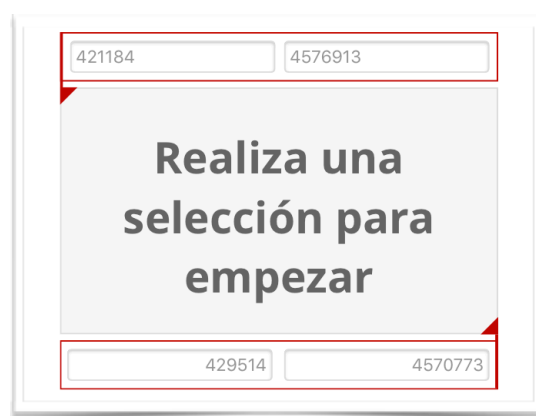 421184 4576913
Realiza una
selección para
empezar
429514 4570773